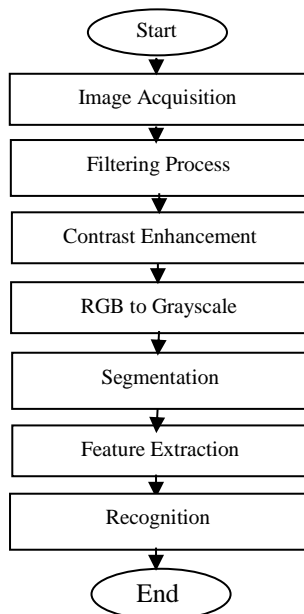 Start
Image Acquisition
Filtering Process
Contrast Enhancement
RGB to Grayscale
Segmentation
Feature Extraction
Recognition
End